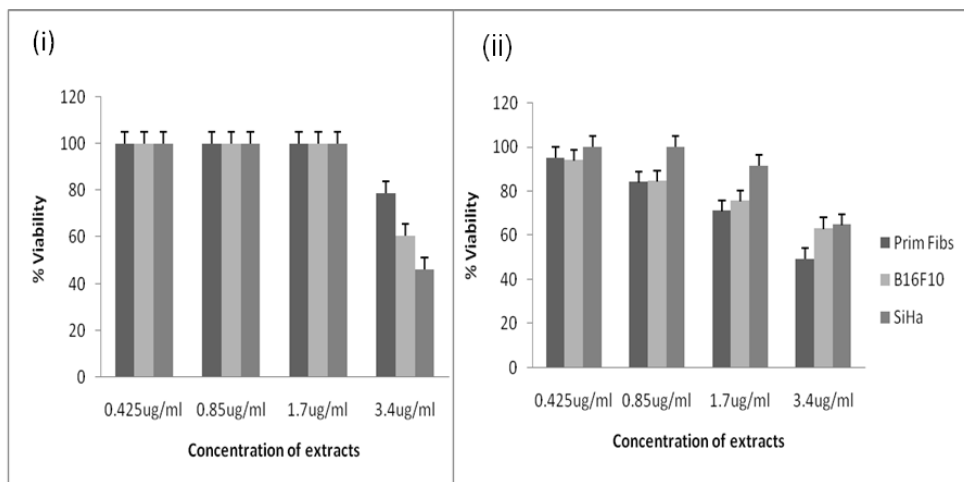 (i)
120
100
80
60
40
20
0
% Viability
0.425ug/ml 0.85ug/ml 1.7ug/ml 3.4ug/ml
Concentration of extracts
(ii)
120
100
80
60
40
20
0
% Viability
0.425ug/ml 0.85ug/ml 1.7ug/ml 3.4ug/ml
Concentration of extracts
Prim Fibs
B16F10
SiHa